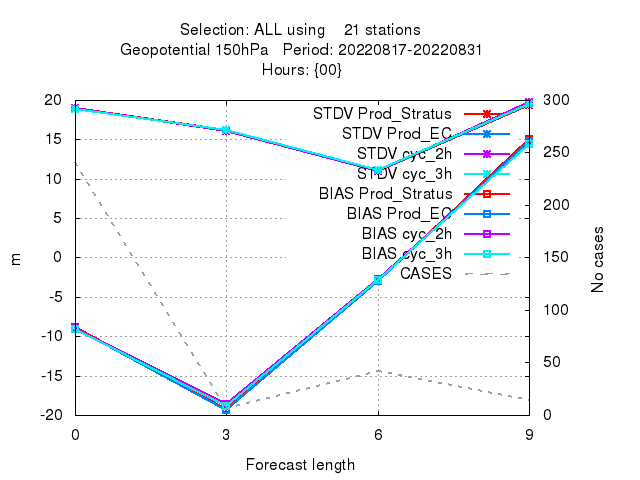 Selection: ALL using 21 stations
Geopotential 150hPa Period: 20220817-20220831
Hours: {00}
20
15
10
5
0
-5
-10
-15
-20
m
STDV Prod_Stratus
STDV Prod_EC
STDV cyc_2h
STDV cyc_3h
BIAS Prod_Stratus
BIAS Prod_EC
BIAS cyc_2h
BIAS cyc_3h
CASES
300
250
200
150
100
50
0
No cases
0 3 6 9
Forecast length